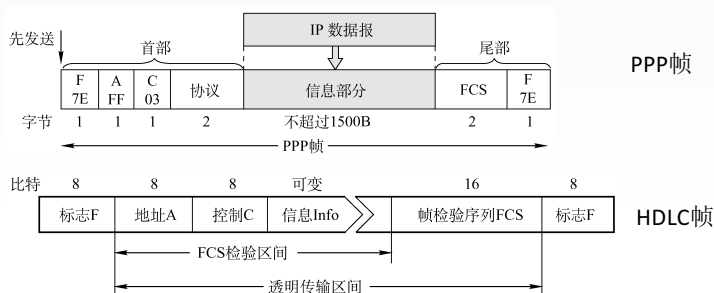 IP 数据报
先发送
首部
尾部
PPP帧
F
7E
A
FF
C
03
协议
信息部分
FCS
F
7E
字节
1
1
1
2
不超过1500B
2
1
PPP帧
比特
8
8
8
可变
16
8
标志F
地址A
控制C
信息Info
帧检验序列FCS
标志F
HDLC帧
FCS检验区间
透明传输区间